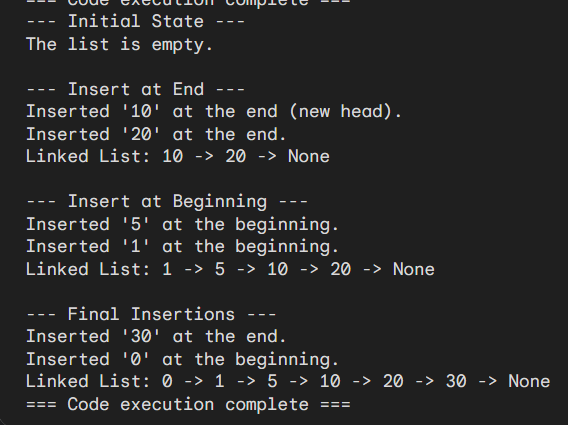 === Code execution complete ===
--- Initial State ---
The list is empty.
--- Insert at End ---
Inserted '10' at the end (new head).
Inserted '20' at the end.
Linked List: 10 -> 20 -> None
--- Insert at Beginning ---
Inserted '5' at the beginning.
Inserted '1' at the beginning.
Linked List: 1 -> 5 -> 10 -> 20 -> None
--- Final Insertions ---
Inserted '30' at the end.
Inserted '0' at the beginning.
Linked List: 0 -> 1 -> 5 -> 10 -> 20 -> 30 -> None
=== Code execution complete ===